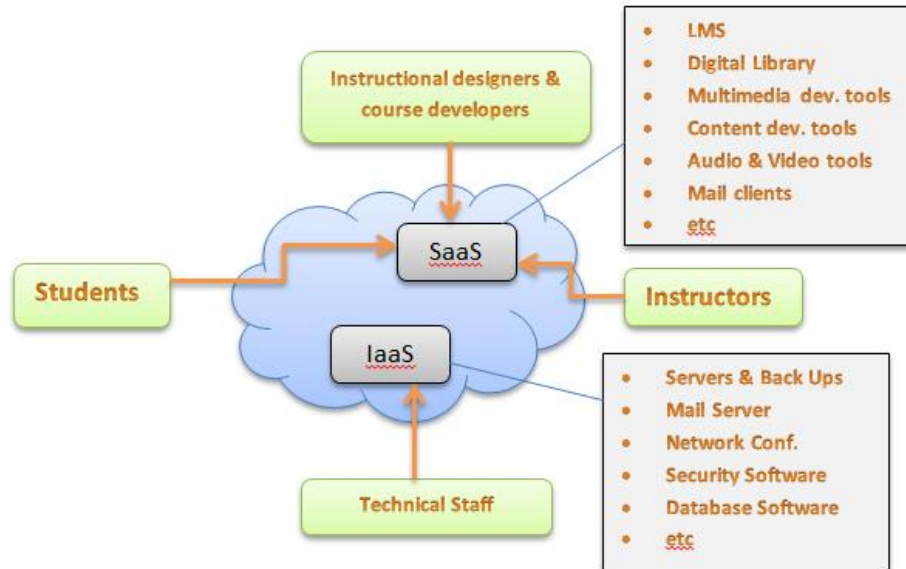 Instructional designers &
course developers
LMS
Digital Library
Multimedia dev. tools
Content dev. tools
Audio & Video tools
Mail clients
etc
SaaS
Students
Instructors
IaaS
Servers & Back Ups
Mail Server
Network Conf.
Security Software
Database Software
etc
Technical Staff